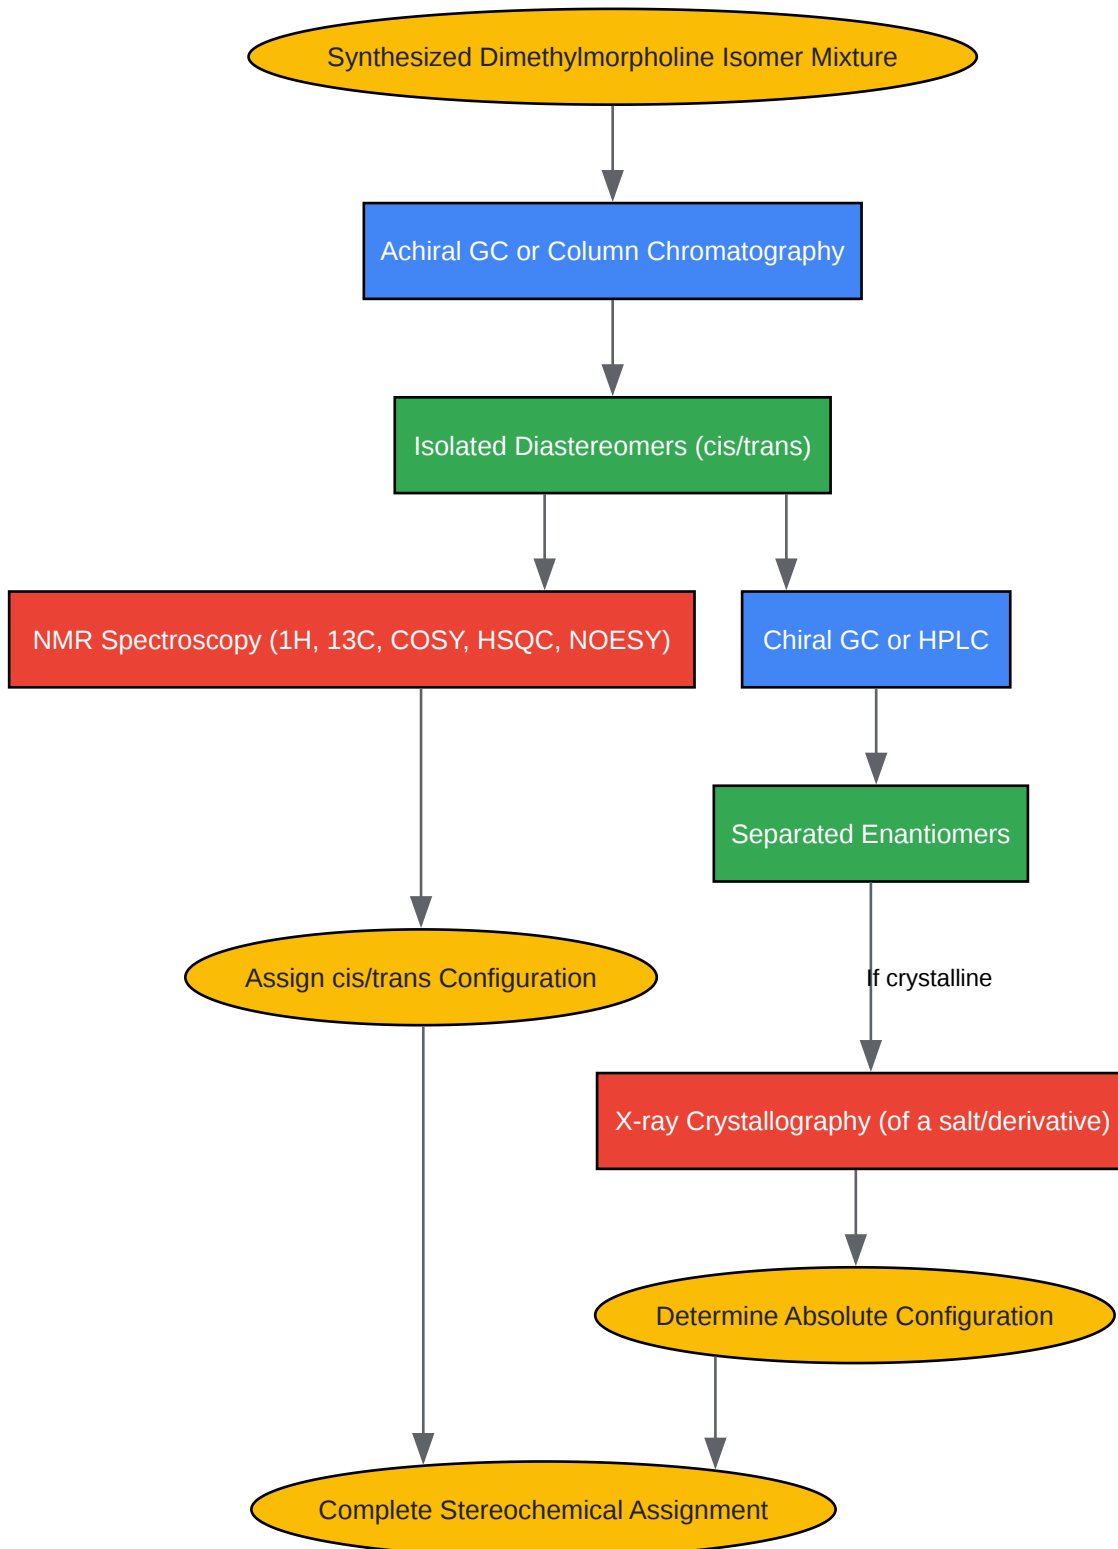 Synthesized Dimethylmorpholine Isomer Mixture
Achiral GC or Column Chromatography
Isolated Diastereomers (cis/trans)
NMR Spectroscopy (1H, 13C, COSY, HSQC, NOESY)
Chiral GC or HPLC
Separated Enantiomers
Assign cis/trans Configuration
If crystalline
X-ray Crystallography (of a salt/derivative)
Determine Absolute Configuration
Complete Stereochemical Assignment